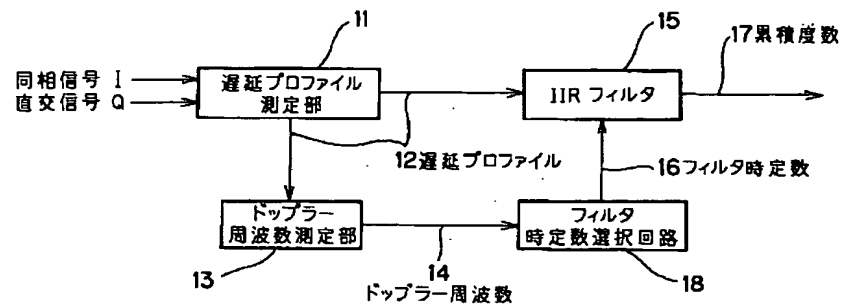 11
15
17累積度数
同相信号 I
直交信号 Q
遅延プロファイル
測定部
IIR フィルタ
12遅延プロファイル
16フィルタ時定数
ドップラー
周波数測定部
フィルタ
時定数選択回路
13
14
ドップラー周波数
18